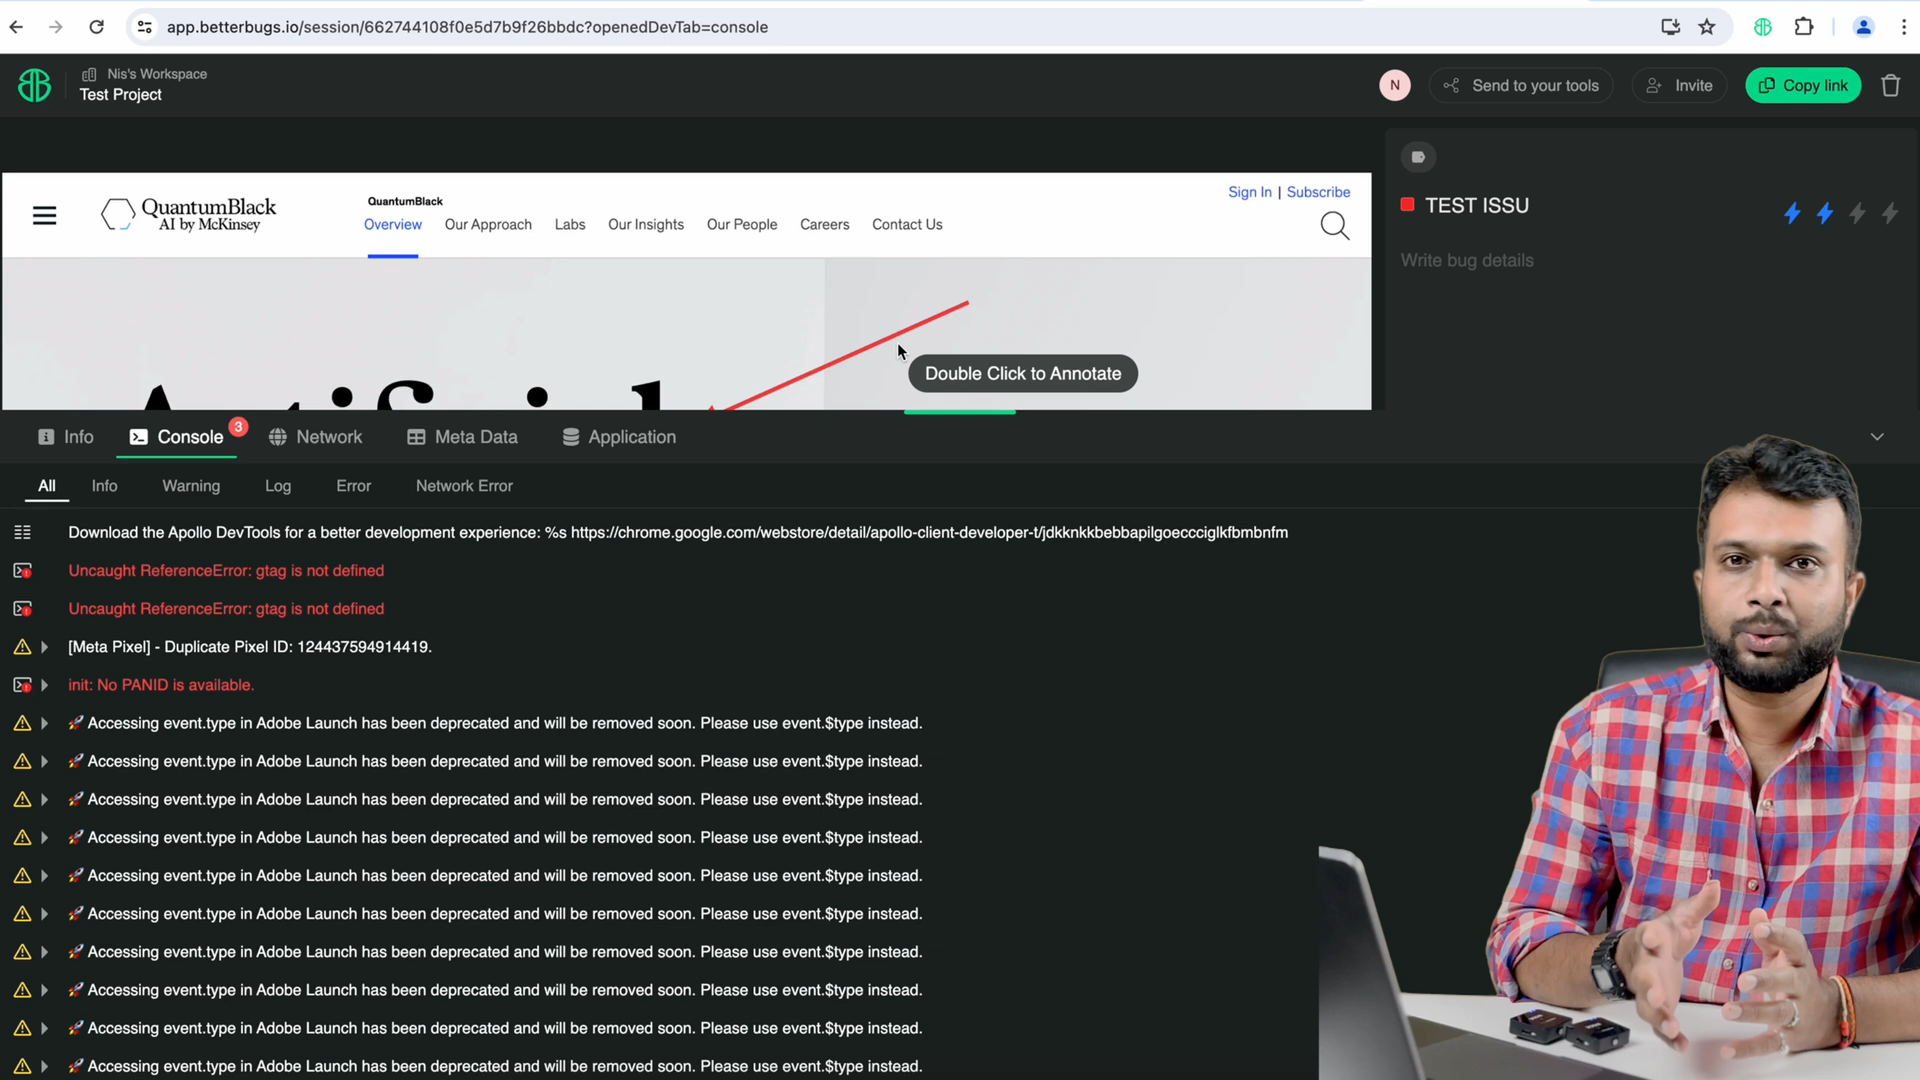 app.betterbugs.io/session/662744108f0e5d7b9f26bbdc?openedDevTab=console
Nis's Workspace
Test Project
N
Send to your tools
Invite
Copy link
Sign In | Subscribe
QuantumBlack
AI by McKinsey
QuantumBlack
Overview
Our Approach
Labs
Our Insights
Our People
Careers
Contact Us
TEST ISSU
Write bug details
Double Click to Annotate
Info
Console
3
Network
Meta Data
Application
All
Info
Warning
Log
Error
Network Error
Download the Apollo DevTools for a better development experience: %s https://chrome.google.com/webstore/detail/apollo-client-developer-t/jdkknkkbebbapilgoeccciglkfbmbnfm
Uncaught ReferenceError: gtag is not defined
Uncaught ReferenceError: gtag is not defined
[Meta Pixel] - Duplicate Pixel ID: 124437594914419.
init: No PANID is available.
🚀 Accessing event.type in Adobe Launch has been deprecated and will be removed soon. Please use event.$type instead.
🚀 Accessing event.type in Adobe Launch has been deprecated and will be removed soon. Please use event.$type instead.
🚀 Accessing event.type in Adobe Launch has been deprecated and will be removed soon. Please use event.$type instead.
🚀 Accessing event.type in Adobe Launch has been deprecated and will be removed soon. Please use event.$type instead.
🚀 Accessing event.type in Adobe Launch has been deprecated and will be removed soon. Please use event.$type instead.
🚀 Accessing event.type in Adobe Launch has been deprecated and will be removed soon. Please use event.$type instead.
🚀 Accessing event.type in Adobe Launch has been deprecated and will be removed soon. Please use event.$type instead.
🚀 Accessing event.type in Adobe Launch has been deprecated and will be removed soon. Please use event.$type instead.
🚀 Accessing event.type in Adobe Launch has been deprecated and will be removed soon. Please use event.$type instead.
🚀 Accessing event.type in Adobe Launch has been deprecated and will be removed soon. Please use event.$type instead.